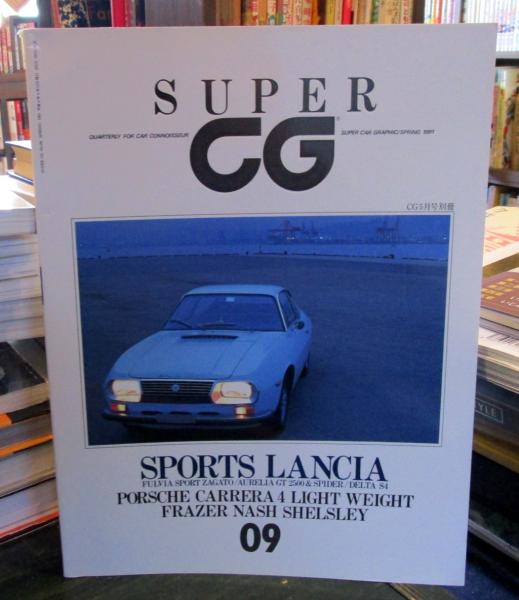 SUPER
CG
QUARTERLY FOR CAR CONNOISSEUR
SUPER CAR GRAPHIC/SPRING 1991
CG5月号別冊
SPORTS LANCIA
FULVIA SPORT ZAGATO/AURELIA GT 2500 & SPIDER/DELTA S4
PORSCHE CARRERA 4 LIGHT WEIGHT
FRAZER NASH SHELSLEY
09